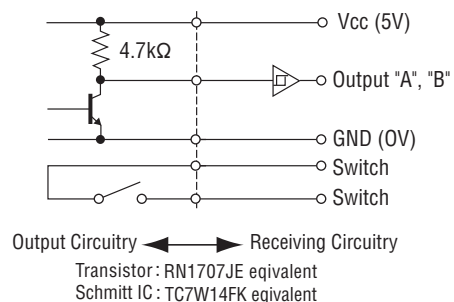 Vcc (5V)
4.7kΩ
Output "A", "B"
GND (0V)
Switch
Switch
Output Circuitry Receiving Circuitry
Transistor : RN1707JE eqivalent
Schmitt IC : TC7W14FK eqivalent